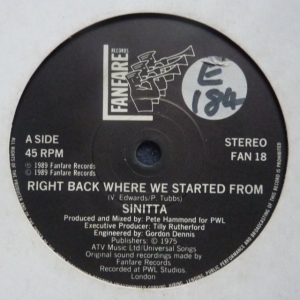 FANFARE
RECORDS
E
184
A SIDE
45 RPM
STEREO
FAN 18
℗ 1989 Fanfare Records
© 1989 Fanfare Records
RIGHT BACK WHERE WE STARTED FROM
(V. Edwards/P. Tubbs)
SINITTA
Produced and Mixed by: Pete Hammond for PWL
Executive Producer: Tilly Rutherford
Engineered by: Gordon Dennis
Publishers: © 1975
ATV Music Ltd/Universal Songs
Original sound recordings made by
Fanfare Records
Recorded at PWL Studios.
London